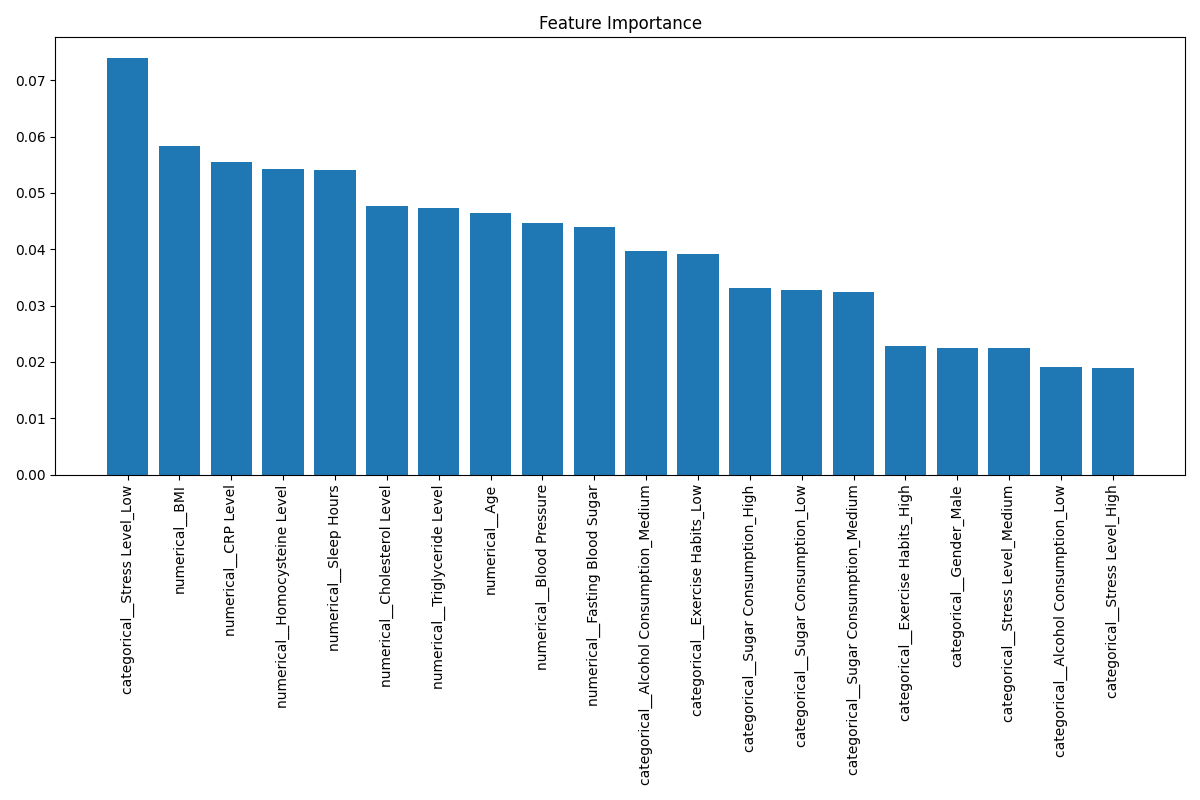 Feature Importance
0.07
0.06
0.05
0.04
0.03
0.02
0.01
0.00
categorical__Stress Level_Low
numerical__BMI
numerical__CRP Level
numerical__Homocysteine Level
numerical__Sleep Hours
numerical__Cholesterol Level
numerical__Triglyceride Level
numerical__Age
numerical__Blood Pressure
numerical__Fasting Blood Sugar
categorical__Alcohol Consumption_Medium
categorical__Exercise Habits_Low
categorical__Sugar Consumption_High
categorical__Sugar Consumption_Low
categorical__Sugar Consumption_Medium
categorical__Exercise Habits_High
categorical__Gender_Male
categorical__Stress Level_Medium
categorical__Alcohol Consumption_Low
categorical__Stress Level_High